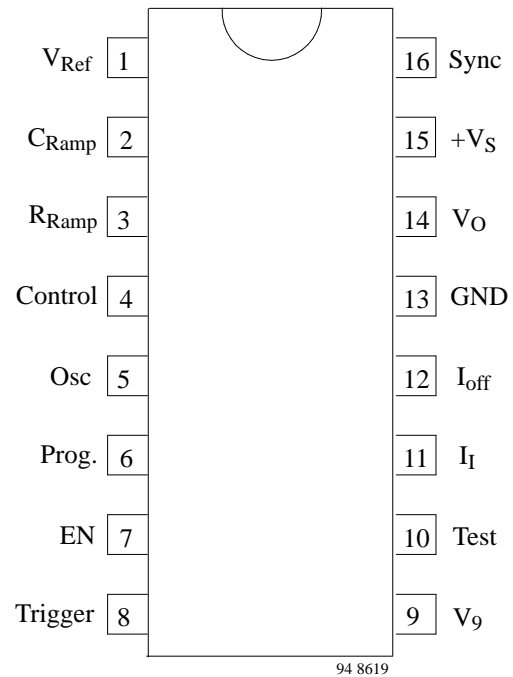 V_Ref 1 16 Sync
C_Ramp 2 15 +V_S
R_Ramp 3 14 V_O
Control 4 13 GND
Osc 5 12 I_off
Prog. 6 11 I_I
EN 7 10 Test
Trigger 8 9 V_9
94 8619